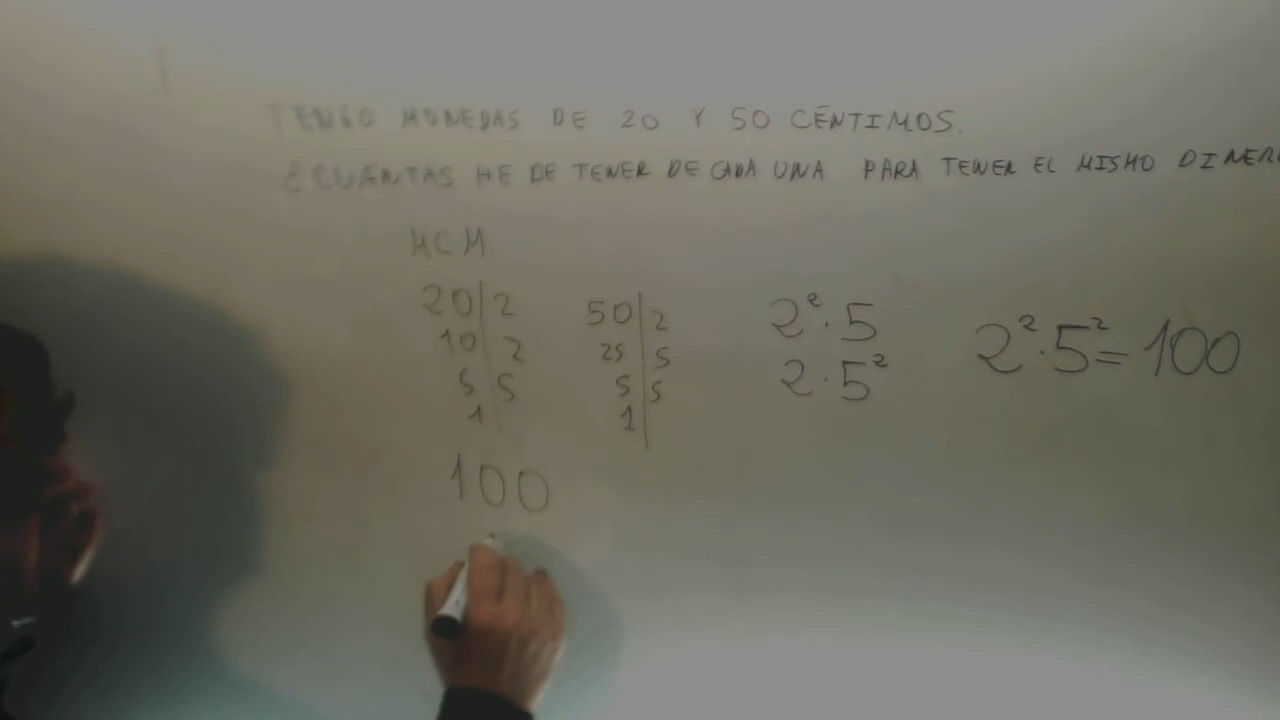 TENGO MONEDAS DE 20 Y 50 CÉNTIMOS.
¿CUANTAS HE DE TENER DE CADA UNA PARA TENER EL MISMO DINER
MCM
20|2 50|2
10|2 25|5
5|5 5|5
1| 1|
2²·5
2·5²
2²·5²=100
100